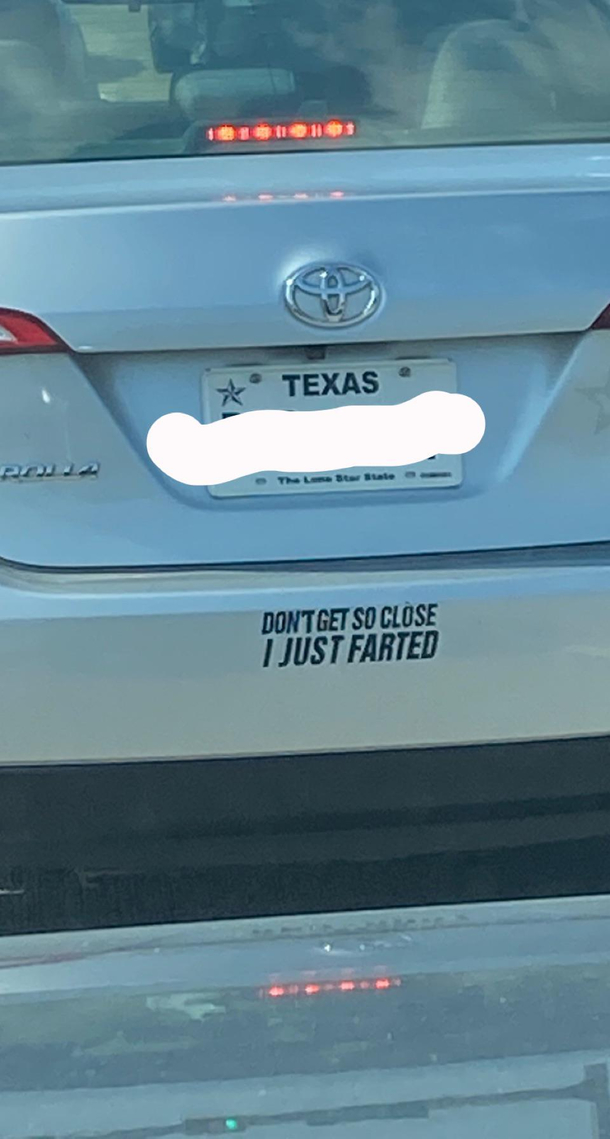 TEXAS
The Lone Star State
DON'T GET SO CLOSE
I JUST FARTED